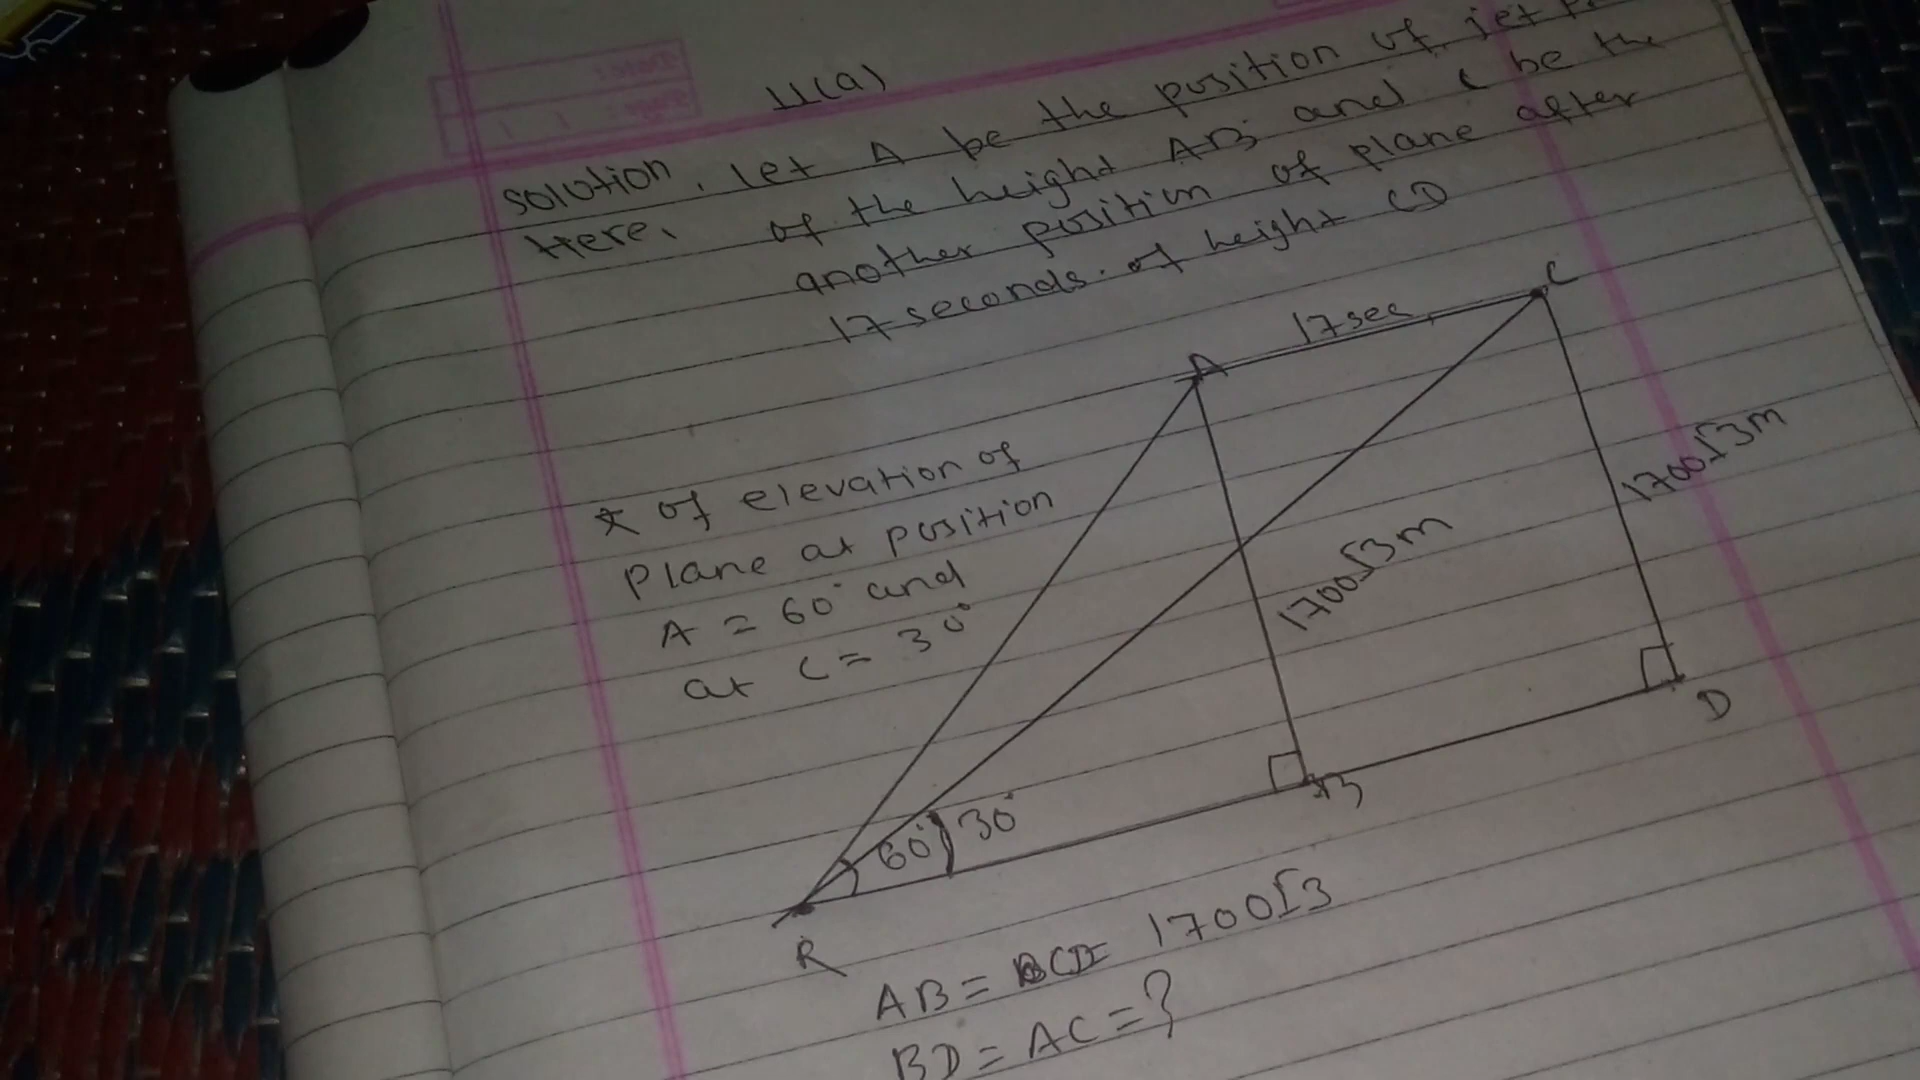 11(a)
Solution.
Here, let A be the position of jet
of the height AB and C be the
another position of plane after
17 seconds. of height CD
C
17 sec
A
∡ of elevation of
Plane at position
A = 60° and
at C = 30°
1700√3m
1700√3m
60° 30°
B
D
R
AB = CD = 1700√3
BD = AC = ?